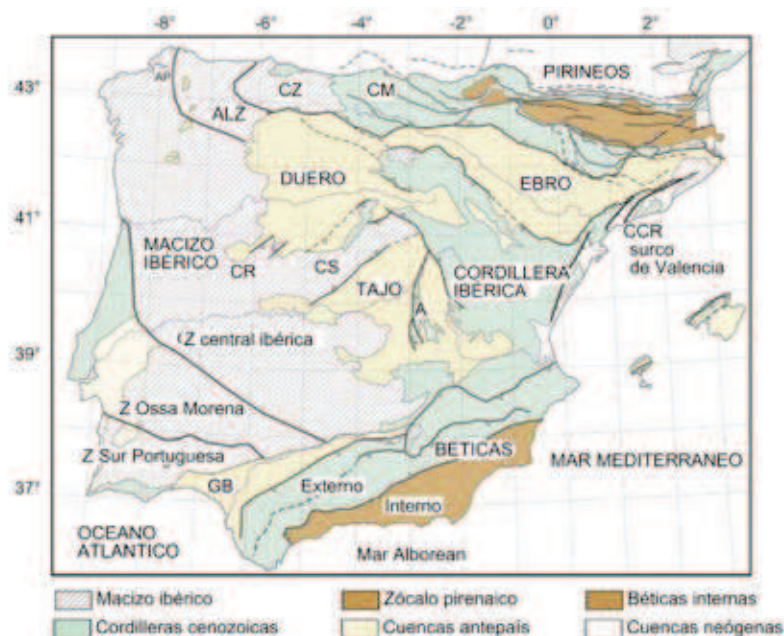 -8° -6° -4° -2° 0° 2°
43°
41°
39°
37°
PIRINEOS
AP
ALZ
CZ
CM
DUERO
EBRO
MACIZO
IBÉRICO
CR
CS
TAJO
A
CORDILLERA
IBÉRICA
CCR
surco
de Valencia
Z central ibérica
Z Ossa Morena
Z Sur Portuguesa
GB
Externo
BETICAS
Interno
MAR MEDITERRANEO
OCEANO
ATLANTICO
Mar Alborean
Macizo ibérico
Zócalo pirenaico
Béticas internas
Cordilleras cenozoicas
Cuencas antepaís
Cuencas neógenas